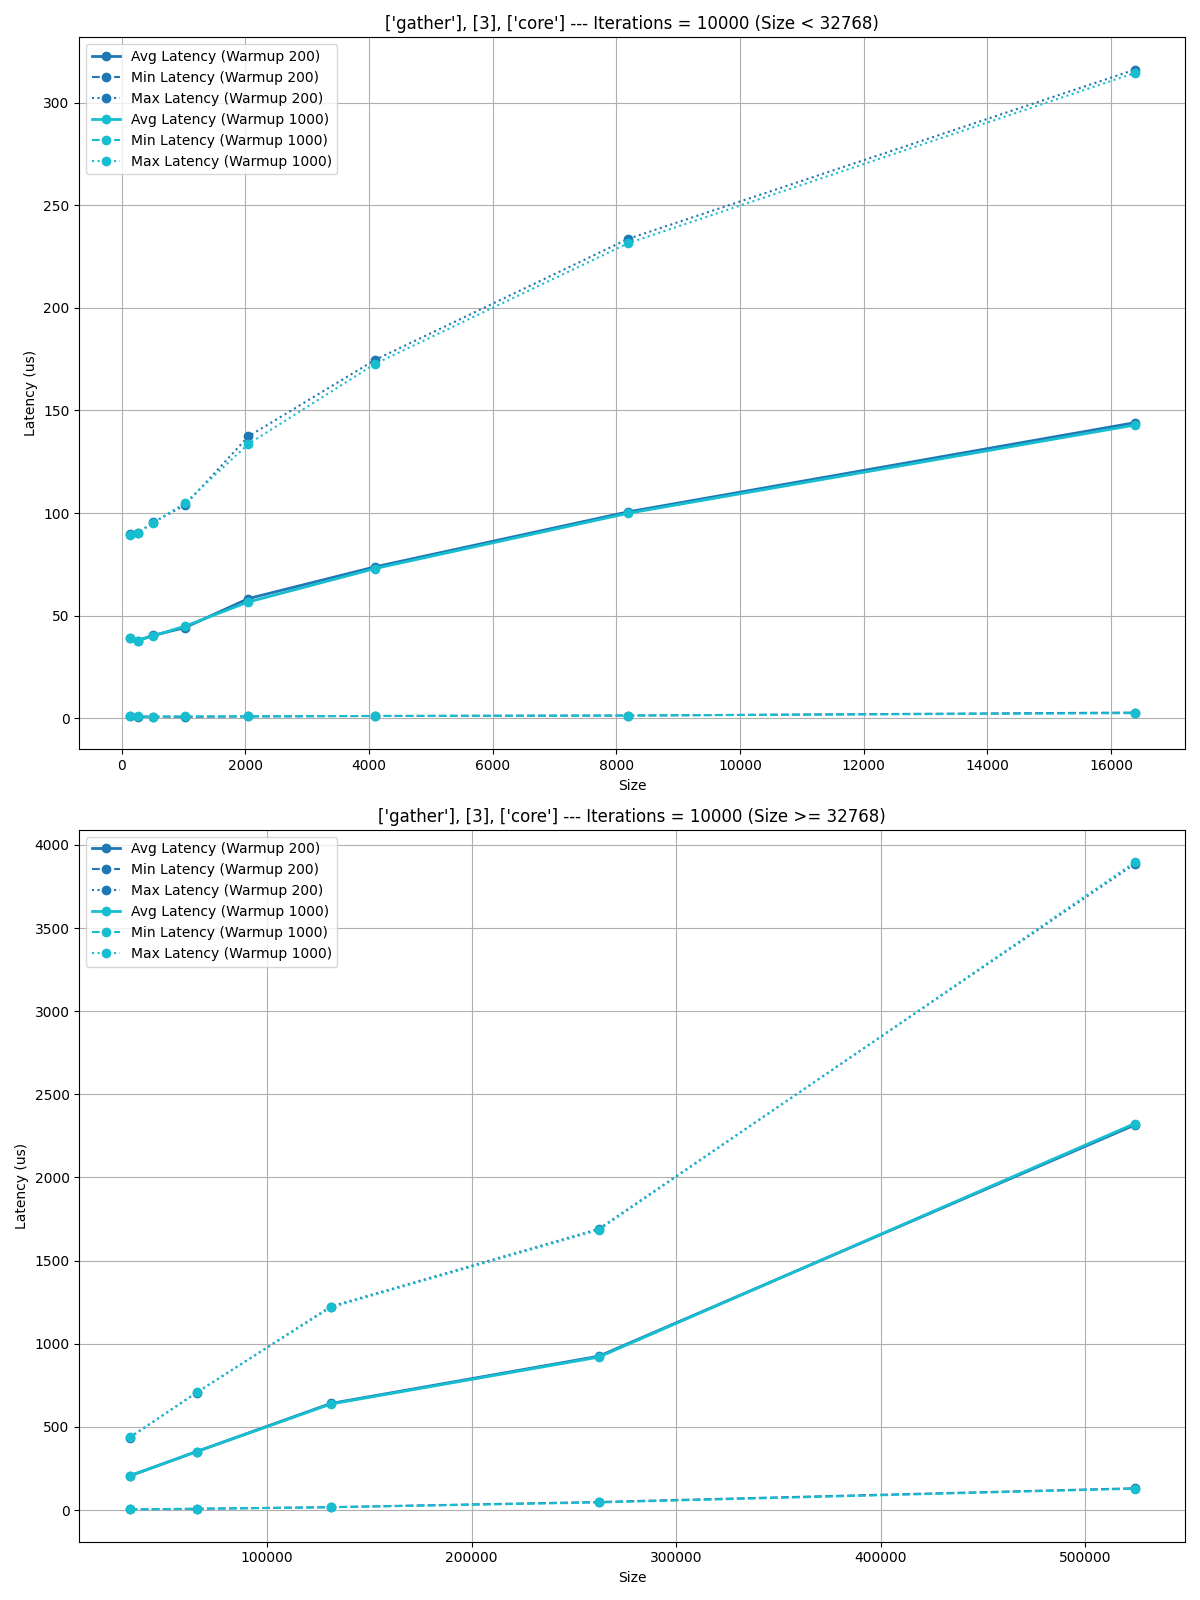 ['gather'], [3], ['core'] --- Iterations = 10000 (Size < 32768)
Avg Latency (Warmup 200)
Min Latency (Warmup 200)
Max Latency (Warmup 200)
Avg Latency (Warmup 1000)
Min Latency (Warmup 1000)
Max Latency (Warmup 1000)
300
250
200
150
100
50
0
Latency (us)
0 2000 4000 6000 8000 10000 12000 14000 16000
Size
['gather'], [3], ['core'] --- Iterations = 10000 (Size >= 32768)
Avg Latency (Warmup 200)
Min Latency (Warmup 200)
Max Latency (Warmup 200)
Avg Latency (Warmup 1000)
Min Latency (Warmup 1000)
Max Latency (Warmup 1000)
4000
3500
3000
2500
2000
1500
1000
500
0
Latency (us)
100000 200000 300000 400000 500000
Size